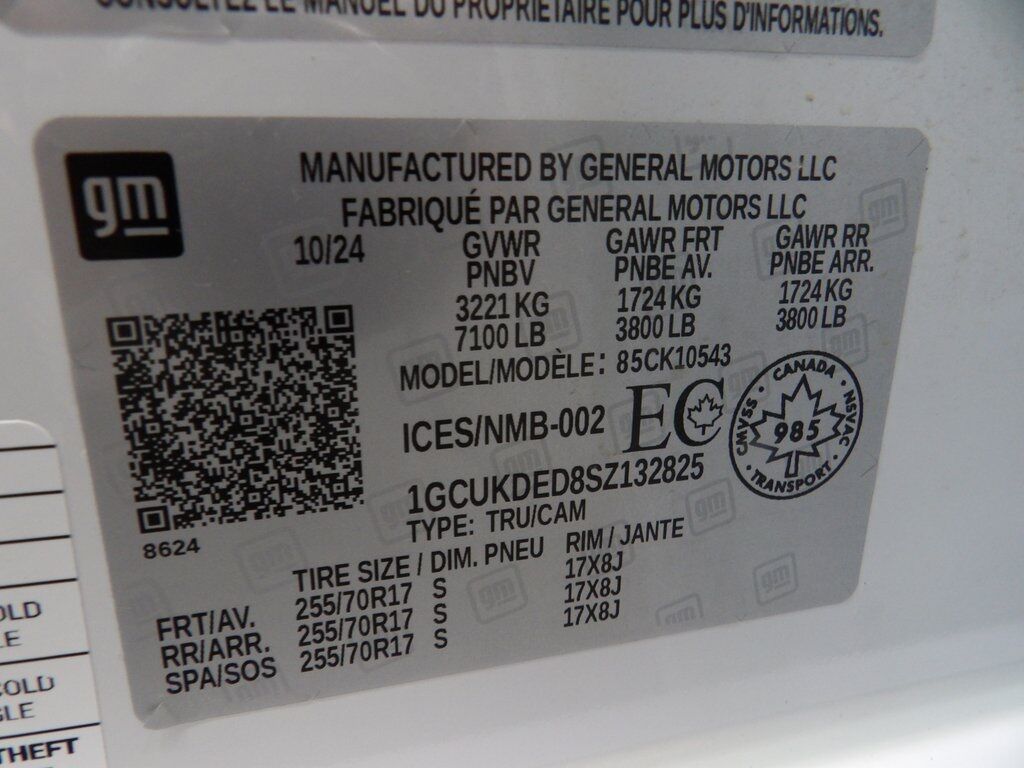 CONSULTEZ LE MANUEL DU PROPRIÉTAIRE POUR PLUS D'INFORMATIONS.
gm
MANUFACTURED BY GENERAL MOTORS LLC
FABRIQUÉ PAR GENERAL MOTORS LLC
10/24 GVWR GAWR FRT GAWR RR
PNBV PNBE AV. PNBE ARR.
3221 KG 1724 KG 1724 KG
7100 LB 3800 LB 3800 LB
MODEL/MODÈLE: 85CK10543
ICES/NMB-002 EC
CANADA
CMVSS 985 NSVAC
TRANSPORT
1GCUKDED8SZ132825
TYPE: TRU/CAM
8624
TIRE SIZE / DIM. PNEU RIM / JANTE
FRT/AV. 255/70R17 S 17X8J
RR/ARR. 255/70R17 S 17X8J
SPA/SOS 255/70R17 S 17X8J
OLD
LE
COLD
GLE
THEFT